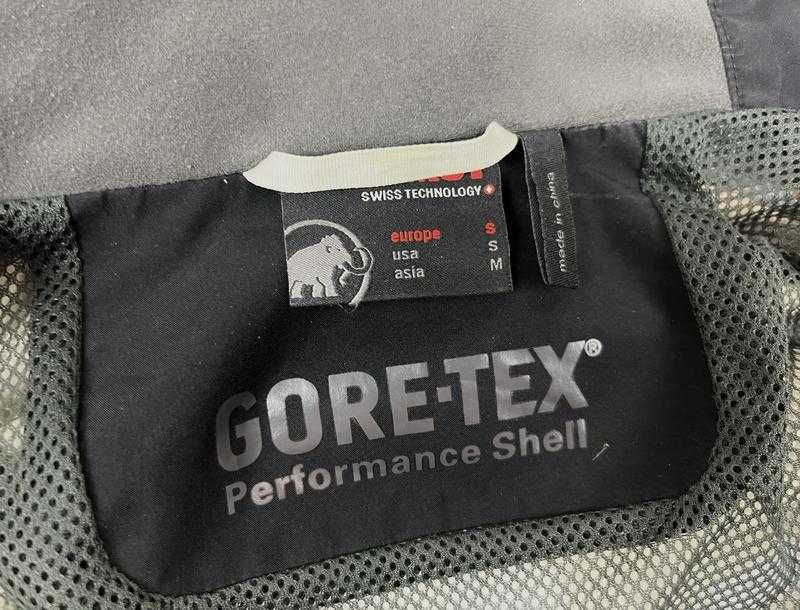 SWISS TECHNOLOGY
europe S
usa S
asia M
made in china
GORE-TEX®
Performance Shell